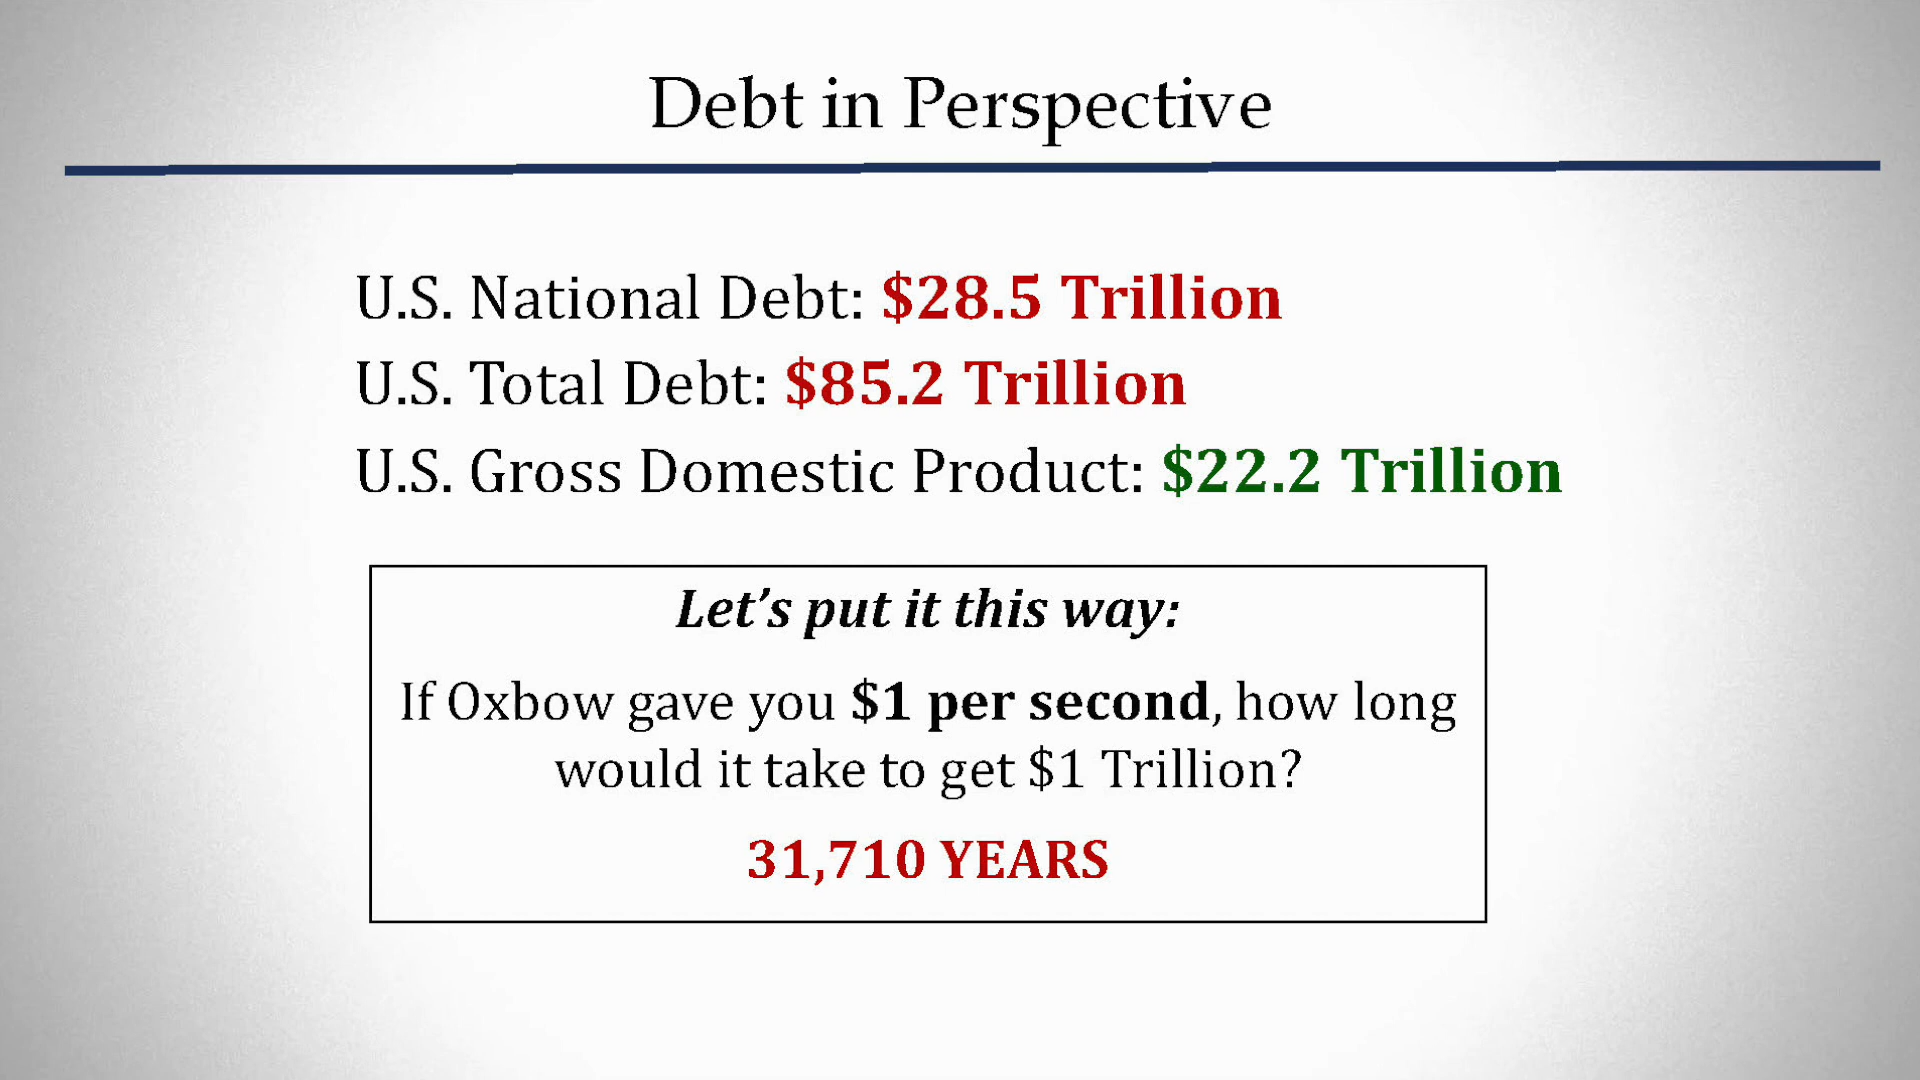 Debt in Perspective
U.S. National Debt: $28.5 Trillion
U.S. Total Debt: $85.2 Trillion
U.S. Gross Domestic Product: $22.2 Trillion
Let’s put it this way:
If Oxbow gave you $1 per second, how long
would it take to get $1 Trillion?
31,710 YEARS